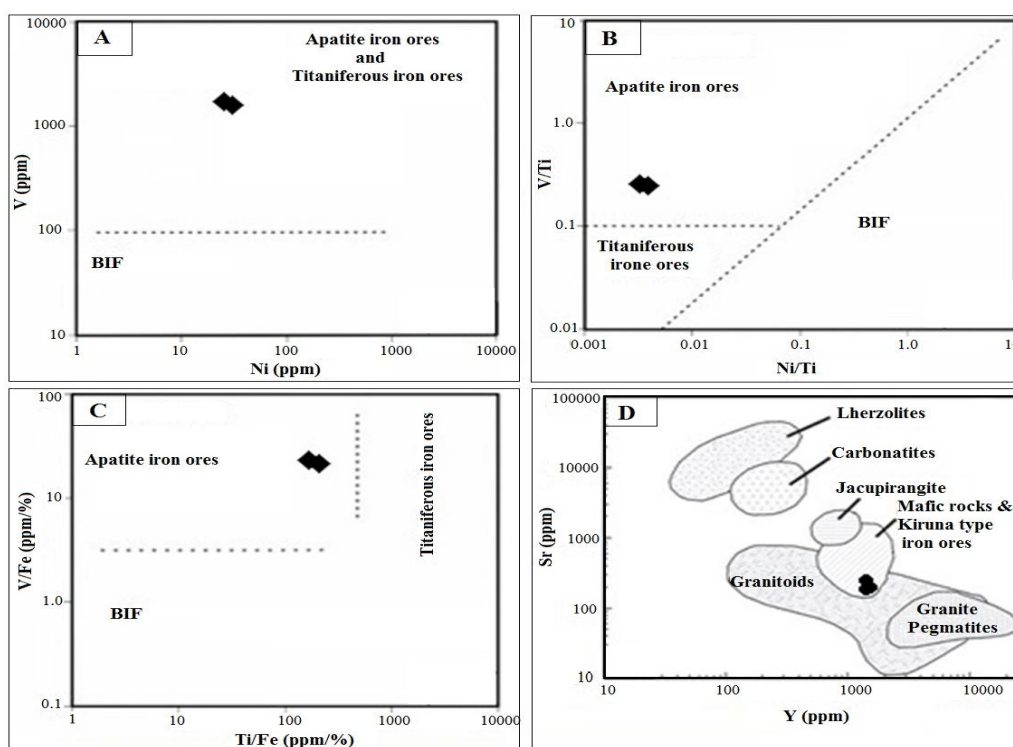 A
Apatite iron ores
and
Titaniferous iron ores
BIF
V (ppm)
10000
1000
100
10
1
10
100
1000
10000
Ni (ppm)
B
Apatite iron ores
BIF
Titaniferous
irone ores
V/Ti
10
1.0
0.1
0.01
0.001
0.01
0.1
1.0
Ni/Ti
C
Apatite iron ores
Titaniferous iron ores
BIF
V/Fe (ppm/%)
100
10
1.0
0.1
1
10
100
1000
10000
Ti/Fe (ppm/%)
D
Lherzolites
Carbonatites
Jacupirangite
Mafic rocks &
Kiruna type
iron ores
Granitoids
Granite
Pegmatites
Sr (ppm)
100000
10000
1000
100
10
10
100
1000
10000
Y (ppm)